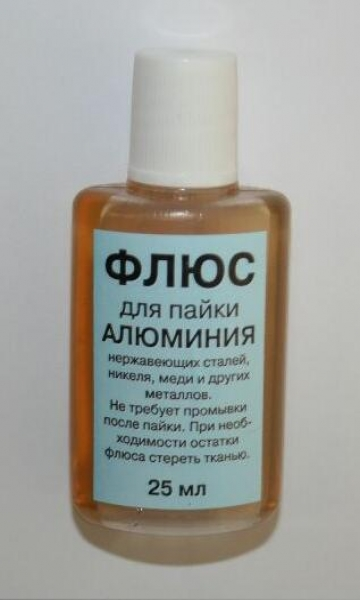 ФЛЮС
для пайки
АЛЮМИНИЯ
нержавеющих сталей,
никеля, меди и других
металлов.
Не требует промывки
после пайки. При необ-
ходимости остатки
флюса стереть тканью.
25 мл